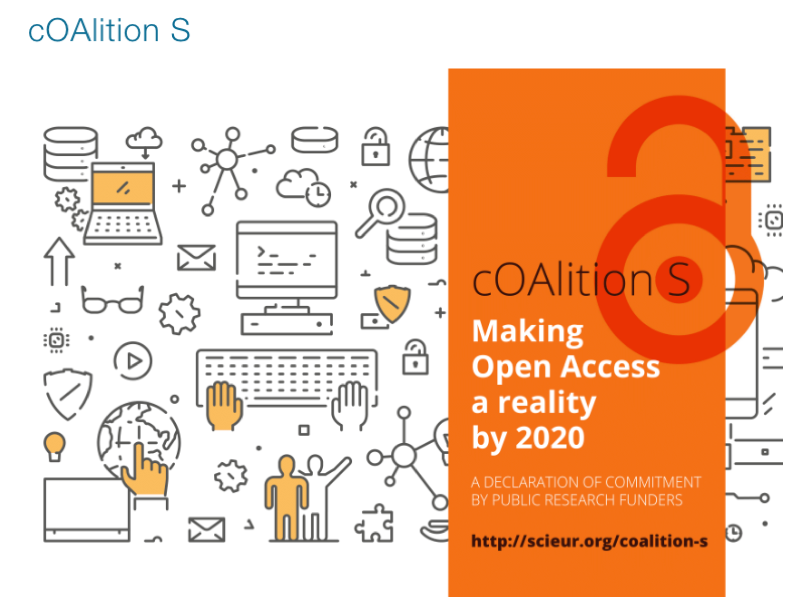 cOAlition S
cOAlition S
Making
Open Access
a reality
by 2020
A DECLARATION OF COMMITMENT
BY PUBLIC RESEARCH FUNDERS
http://scieur.org/coalition-s